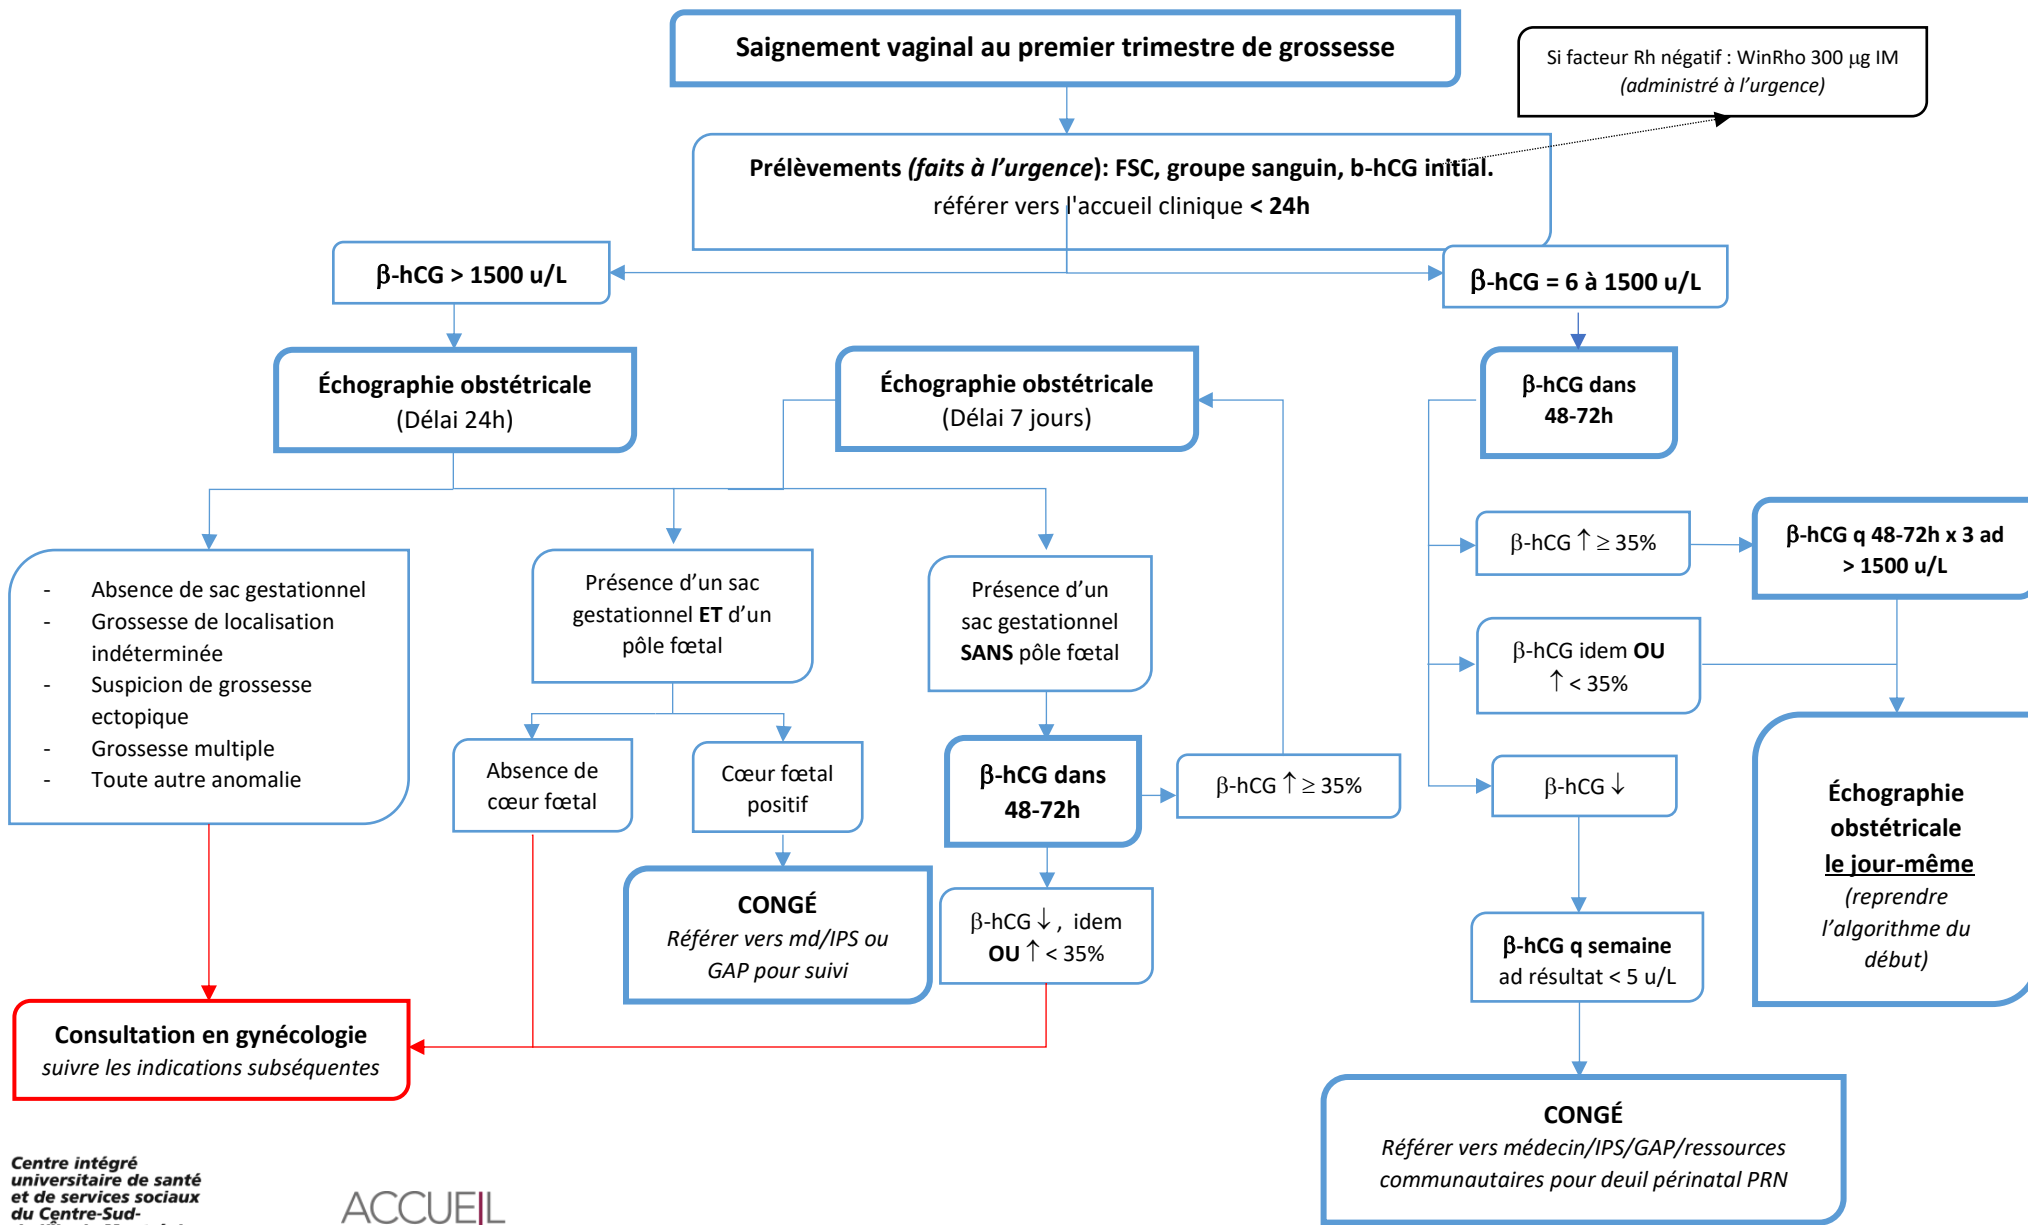 Saignement vaginal au premier trimestre de grossesse
Si facteur Rh négatif : WinRho 300 μg IM
(administré à l'urgence)
Prélèvements (faits à l'urgence): FSC, groupe sanguin, b-hCG initial.
référer vers l'accueil clinique < 24h
β-hCG > 1500 u/L
β-hCG = 6 à 1500 u/L
Échographie obstétricale
(Délai 24h)
Échographie obstétricale
(Délai 7 jours)
β-hCG dans
48-72h
β-hCG ↑ ≥ 35%
β-hCG q 48-72h x 3 ad
> 1500 u/L
- Absence de sac gestationnel
- Grossesse de localisation
indéterminée
- Suspicion de grossesse
ectopique
- Grossesse multiple
- Toute autre anomalie
Présence d'un sac
gestationnel ET d'un
pôle fœtal
Présence d'un
sac gestationnel
SANS pôle fœtal
β-hCG idem OU
↑ < 35%
Absence de
cœur fœtal
Cœur fœtal
positif
β-hCG dans
48-72h
β-hCG ↑ ≥ 35%
β-hCG ↓
Échographie
obstétricale
le jour-même
(reprendre
l'algorithme du
début)
CONGÉ
Référer vers md/IPS ou
GAP pour suivi
β-hCG ↓ , idem
OU ↑ < 35%
β-hCG q semaine
ad résultat < 5 u/L
Consultation en gynécologie
suivre les indications subséquentes
CONGÉ
Référer vers médecin/IPS/GAP/ressources
communautaires pour deuil périnatal PRN
Centre intégré
universitaire de santé
et de services sociaux
du Centre-Sud-
ACCUEIL